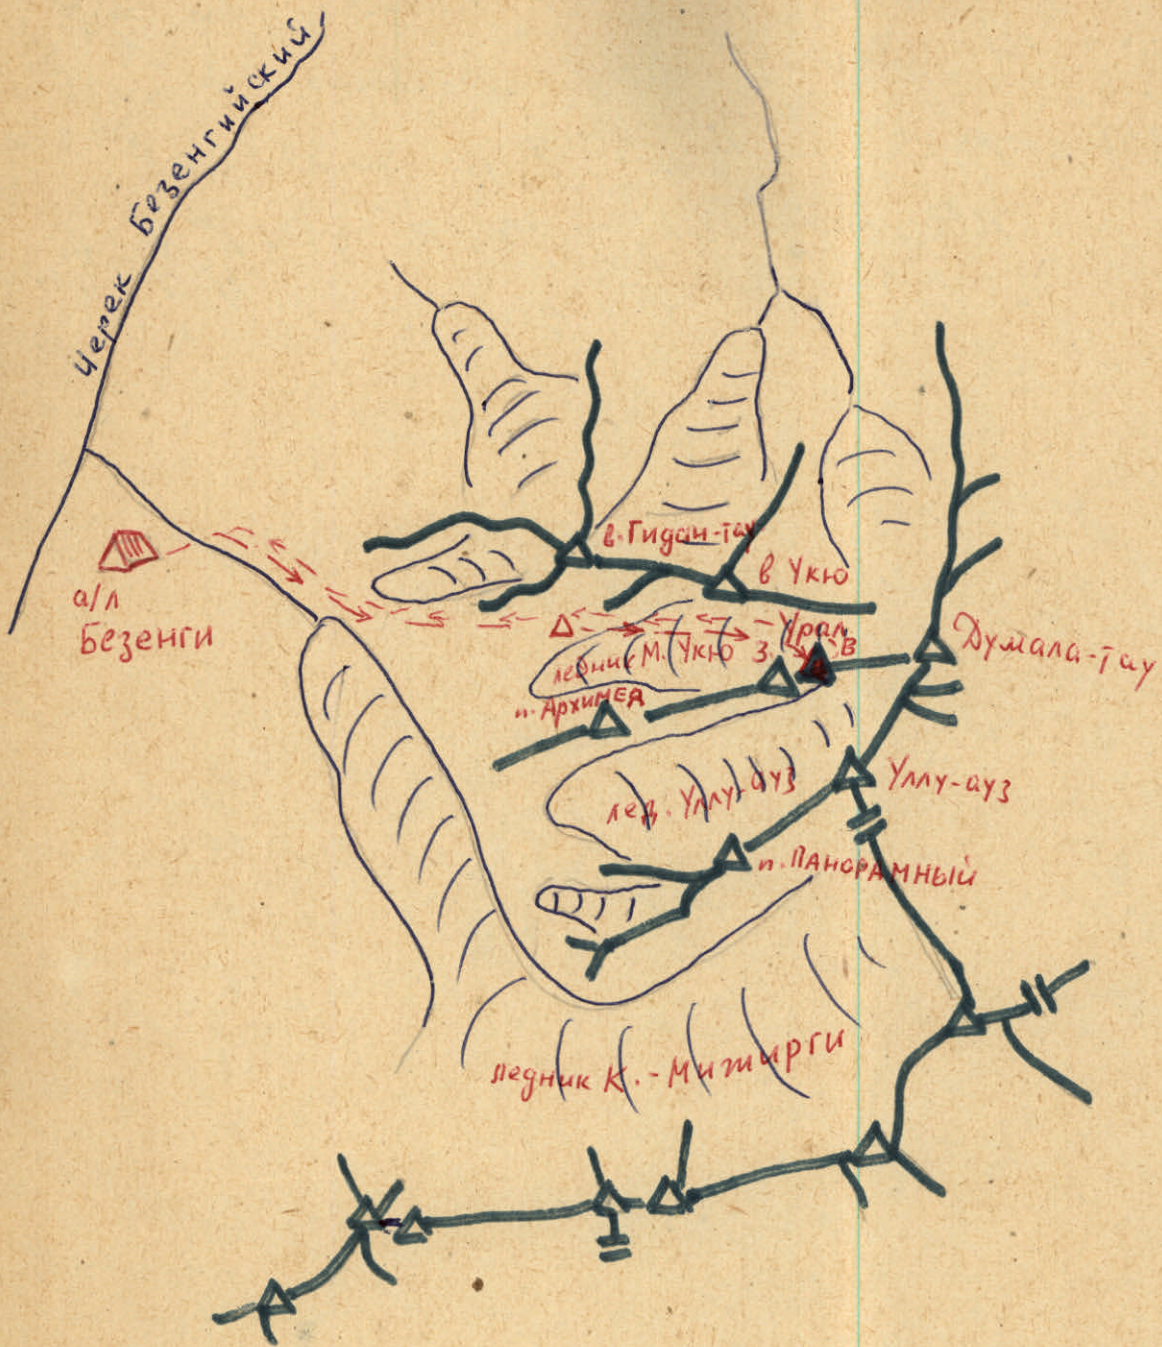 Черек Безенгийский
в. Гидан-тау
в Укю
а/л
Безенги
Урал
З. В
Думала-тау
ледник М. Укю
п. Архимед
лед. Уллу-ауз
Уллу-ауз
п. ПАНОРАМНЫЙ
ледник К.-Мижирги